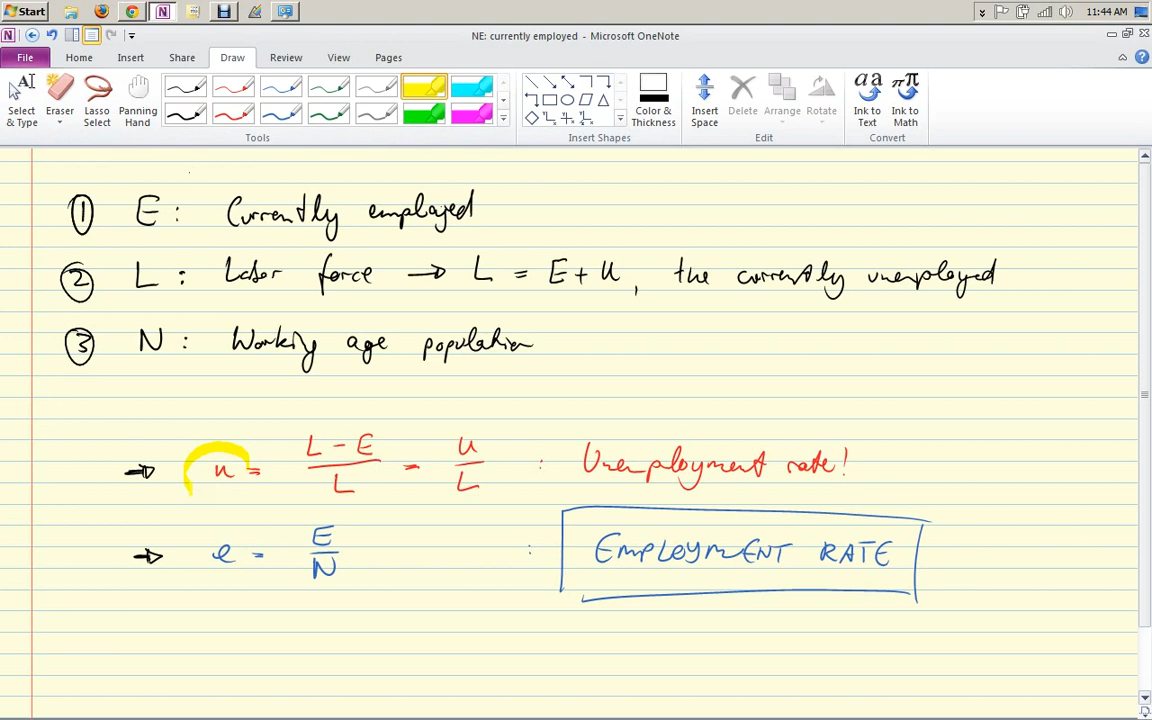 Start
11:44 AM
NE: currently employed - Microsoft OneNote
File Home Insert Share Draw Review View Pages
Select & Type
Eraser
Lasso Select
Panning Hand
Color & Thickness
Insert Space
Delete
Arrange
Rotate
Ink to Text
Ink to Math
Tools
Insert Shapes
Edit
Convert
① E : Currently employed
② L : Labor force → L = E + U , the currently unemployed
③ N : Working age population
⇒ u = (L - E)/L = U/L : Unemployment rate!
⇒ e = E/N : EMPLOYMENT RATE